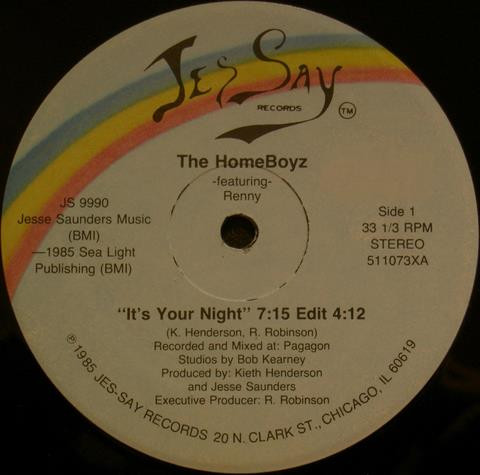 Jes Say
RECORDS
TM
The HomeBoyz
-featuring-
Renny
JS 9990
Jesse Saunders Music
(BMI)
—1985 Sea Light
Publishing (BMI)
Side 1
33 1/3 RPM
STEREO
511073XA
"It's Your Night" 7:15 Edit 4:12
(K. Henderson, R. Robinson)
Recorded and Mixed at: Pagagon
Studios by Bob Kearney
Produced by: Kieth Henderson
and Jesse Saunders
Executive Producer: R. Robinson
℗ 1985 JES-SAY RECORDS 20 N. CLARK ST., CHICAGO, IL 60619